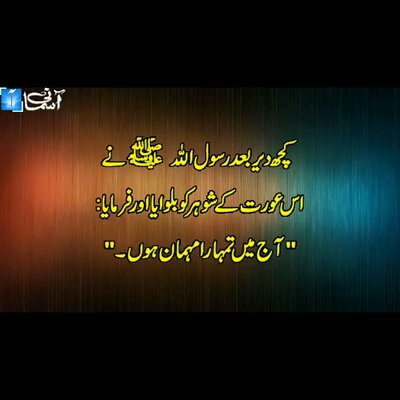 آسمانی
کچھ دیر بعد رسول اللہ ﷺ نے
اس عورت کے شوہر کو بلوایا اور فرمایا:
"آج میں تمہارا مہمان ہوں۔"